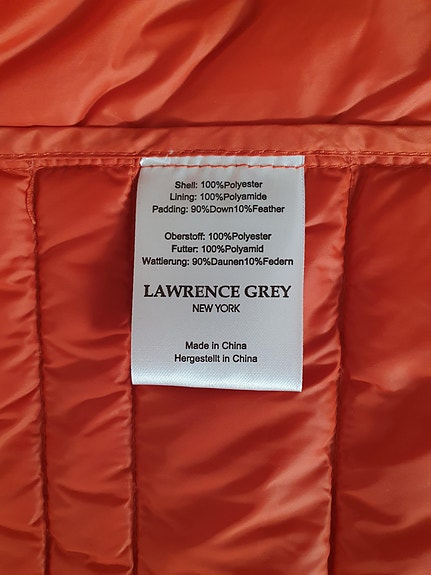 Shell: 100%Polyester
Lining: 100%Polyamide
Padding: 90%Down10%Feather
Oberstoff: 100%Polyester
Futter: 100%Polyamid
Wattierung: 90%Daunen10%Federn
LAWRENCE GREY
NEW YORK
Made in China
Hergestellt in China